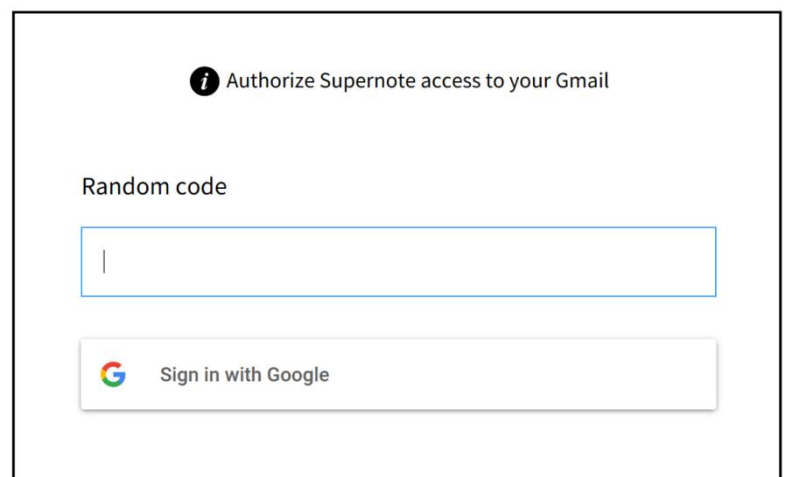 i Authorize Supernote access to your Gmail
Random code
G Sign in with Google